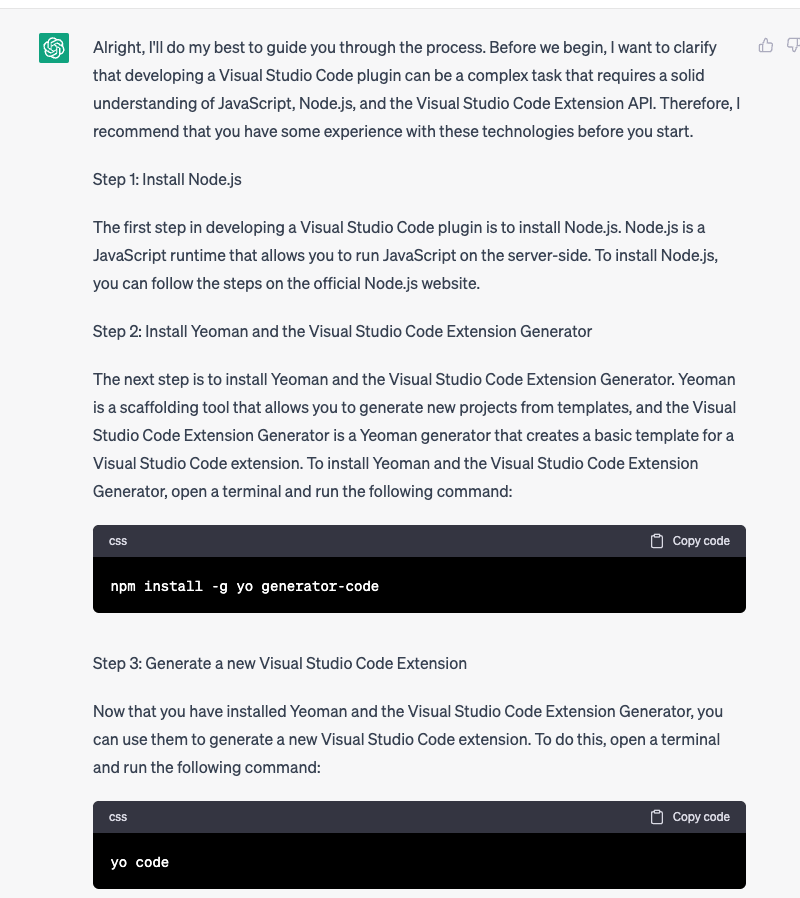 Alright, I'll do my best to guide you through the process. Before we begin, I want to clarify
that developing a Visual Studio Code plugin can be a complex task that requires a solid
understanding of JavaScript, Node.js, and the Visual Studio Code Extension API. Therefore, I
recommend that you have some experience with these technologies before you start.
Step 1: Install Node.js
The first step in developing a Visual Studio Code plugin is to install Node.js. Node.js is a
JavaScript runtime that allows you to run JavaScript on the server-side. To install Node.js,
you can follow the steps on the official Node.js website.
Step 2: Install Yeoman and the Visual Studio Code Extension Generator
The next step is to install Yeoman and the Visual Studio Code Extension Generator. Yeoman
is a scaffolding tool that allows you to generate new projects from templates, and the Visual
Studio Code Extension Generator is a Yeoman generator that creates a basic template for a
Visual Studio Code extension. To install Yeoman and the Visual Studio Code Extension
Generator, open a terminal and run the following command:
css Copy code
npm install -g yo generator-code
Step 3: Generate a new Visual Studio Code Extension
Now that you have installed Yeoman and the Visual Studio Code Extension Generator, you
can use them to generate a new Visual Studio Code extension. To do this, open a terminal
and run the following command:
css Copy code
yo code